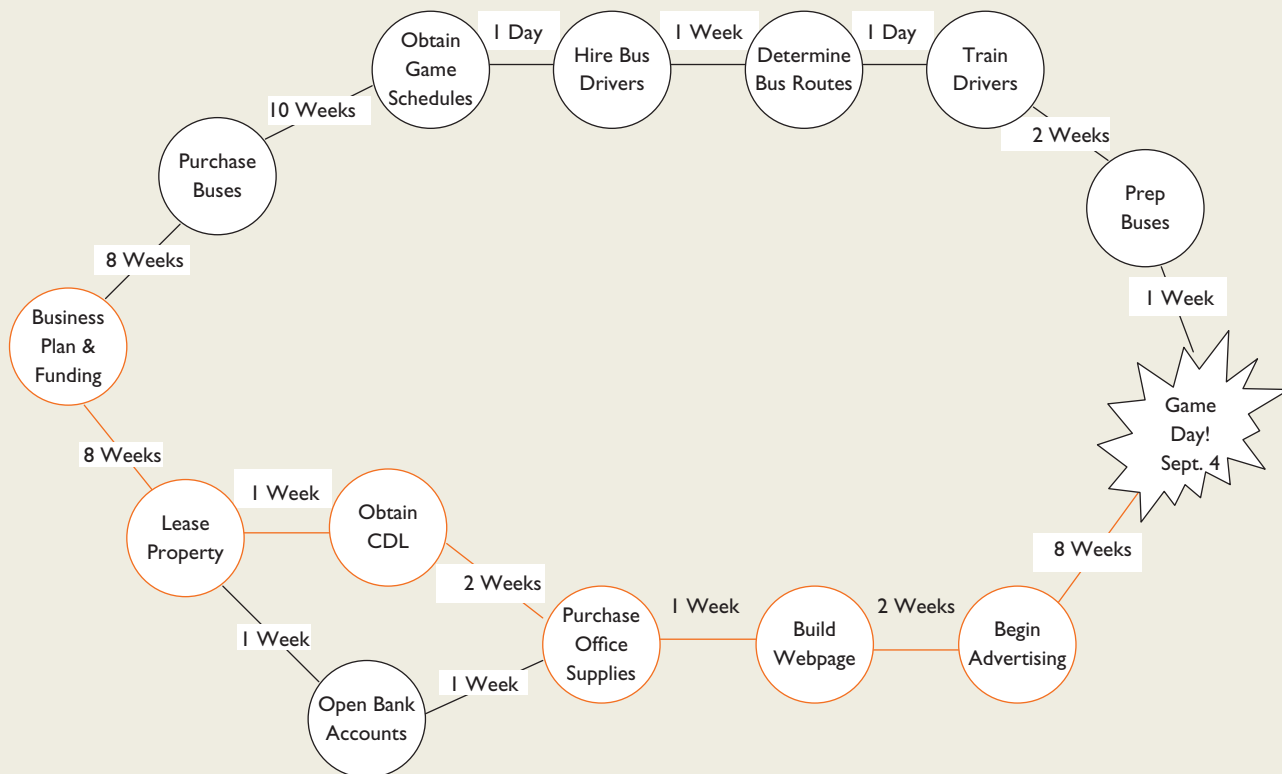 Obtain
Game
Schedules
1 Day
Hire Bus
Drivers
1 Week
Determine
Bus Routes
1 Day
Train
Drivers
10 Weeks
2 Weeks
Purchase
Buses
Prep
Buses
8 Weeks
1 Week
Business
Plan &
Funding
Game
Day!
Sept. 4
8 Weeks
Lease
Property
1 Week
Obtain
CDL
2 Weeks
8 Weeks
1 Week
Open Bank
Accounts
1 Week
Purchase
Office
Supplies
1 Week
Build
Webpage
2 Weeks
Begin
Advertising